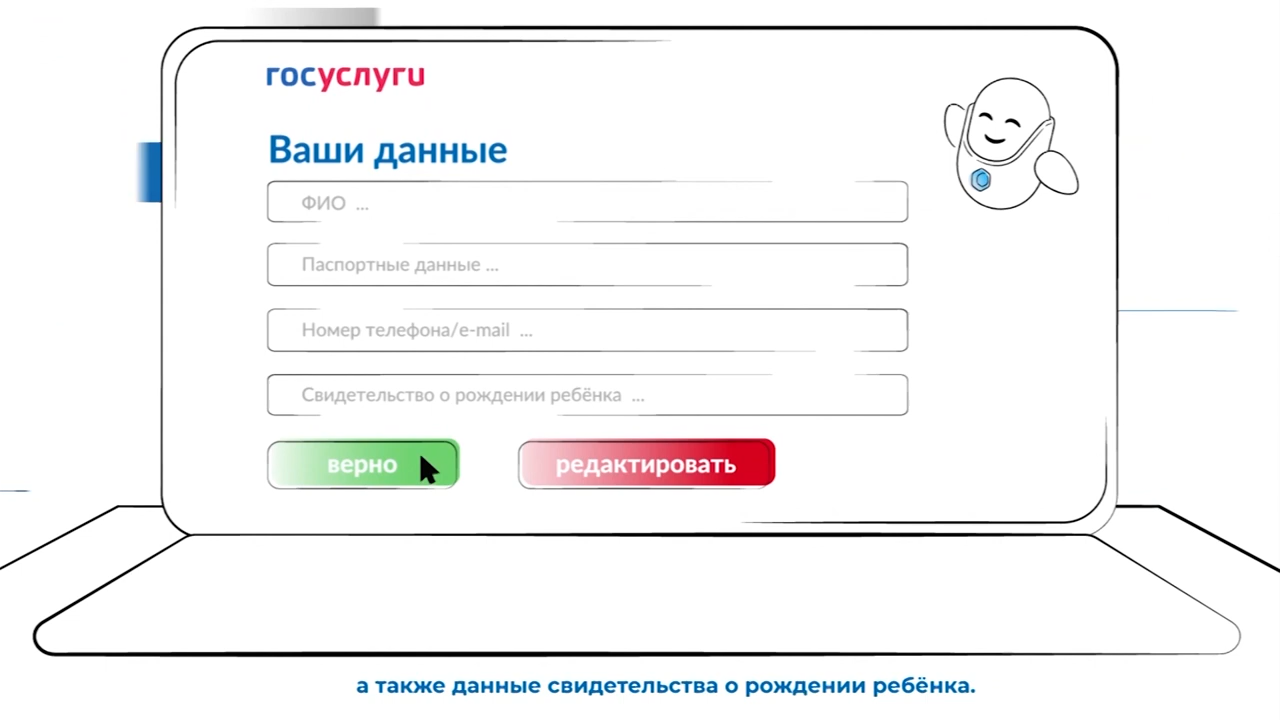 госуслуги
Ваши данные
ФИО ...
Паспортные данные ...
Номер телефона/e-mail ...
Свидетельство о рождении ребёнка ...
верно
редактировать
а также данные свидетельства о рождении ребёнка.